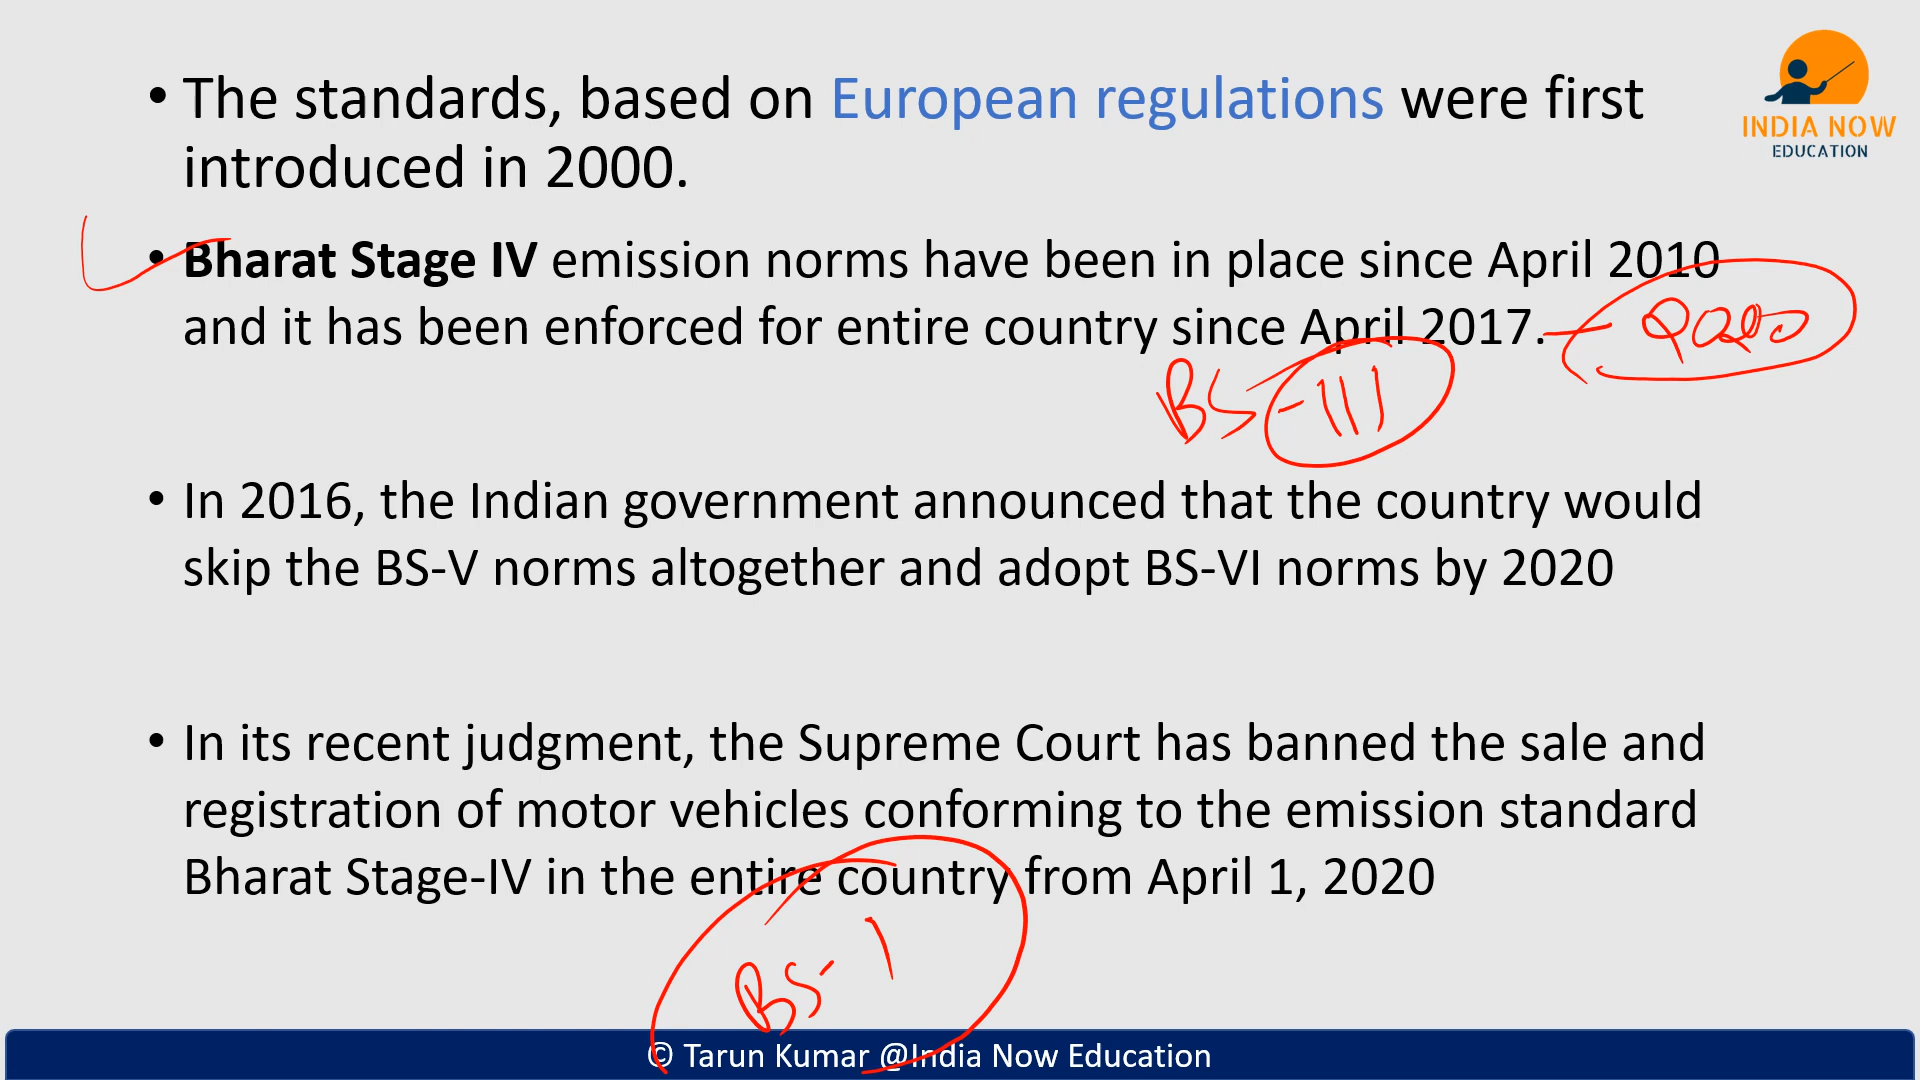 • The standards, based on European regulations were first
introduced in 2000.
INDIA NOW
EDUCATION
• Bharat Stage IV emission norms have been in place since April 2010
and it has been enforced for entire country since April 2017.
BS-III
• In 2016, the Indian government announced that the country would
skip the BS-V norms altogether and adopt BS-VI norms by 2020
• In its recent judgment, the Supreme Court has banned the sale and
registration of motor vehicles conforming to the emission standard
Bharat Stage-IV in the entire country from April 1, 2020
BS-I
© Tarun Kumar @India Now Education